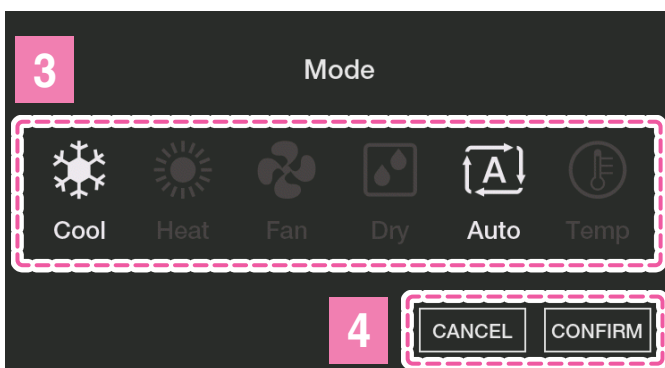 3
Mode
A
Cool Heat Fan Dry Auto Temp
4
CANCEL CONFIRM